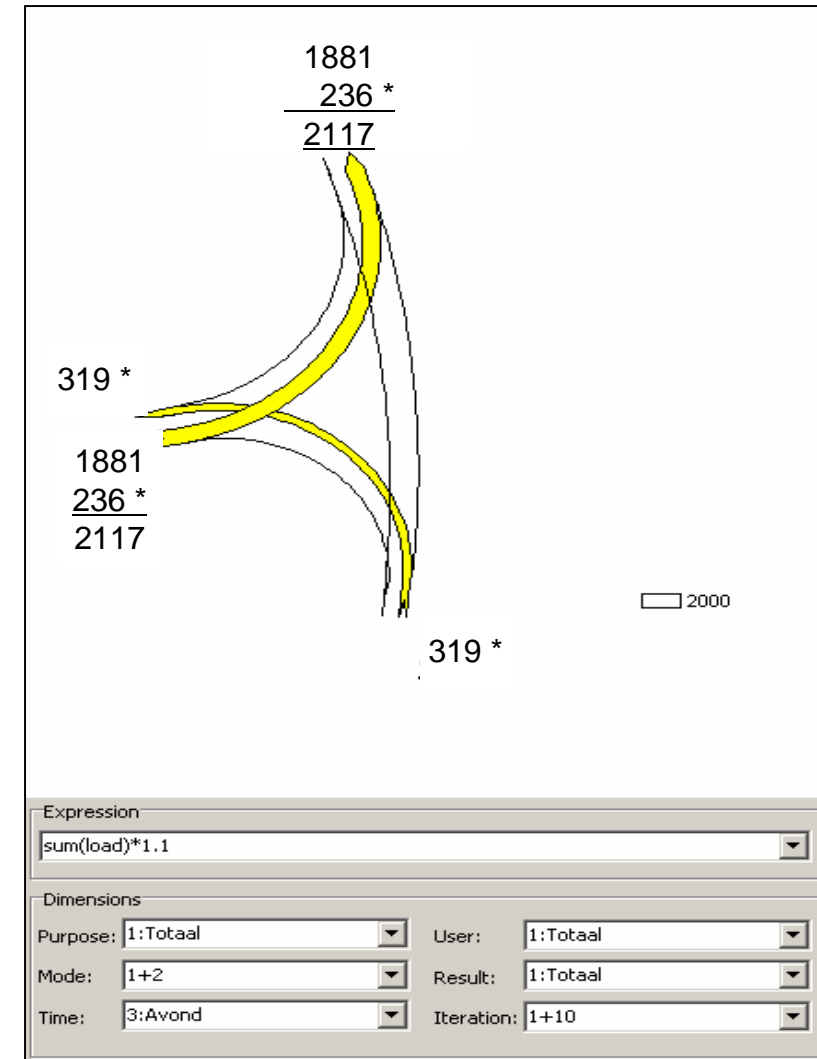 1881
236 *
2117
319 *
1881
236 *
2117
2000
319 *
Expression
sum(load)*1.1
Dimensions
Purpose: 1:Totaal User: 1:Totaal
Mode: 1+2 Result: 1:Totaal
Time: 3:Avond Iteration: 1+10